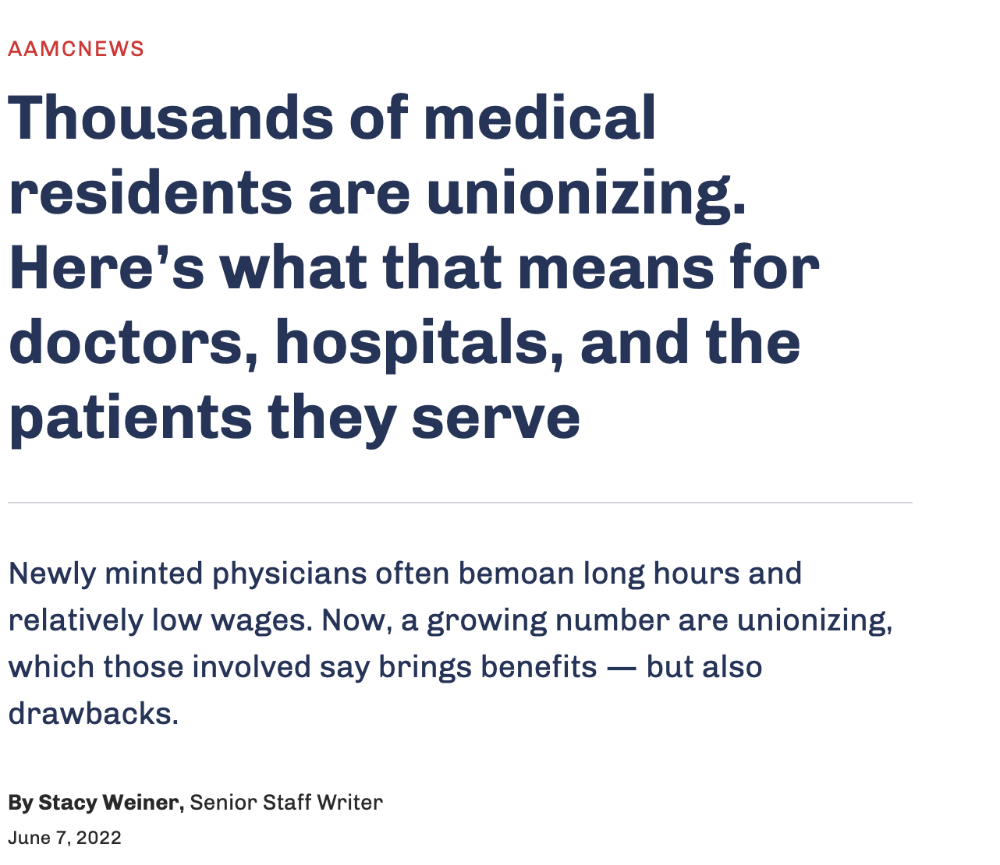 AAMCNEWS
Thousands of medical
residents are unionizing.
Here’s what that means for
doctors, hospitals, and the
patients they serve
Newly minted physicians often bemoan long hours and
relatively low wages. Now, a growing number are unionizing,
which those involved say brings benefits — but also
drawbacks.
By Stacy Weiner, Senior Staff Writer
June 7, 2022